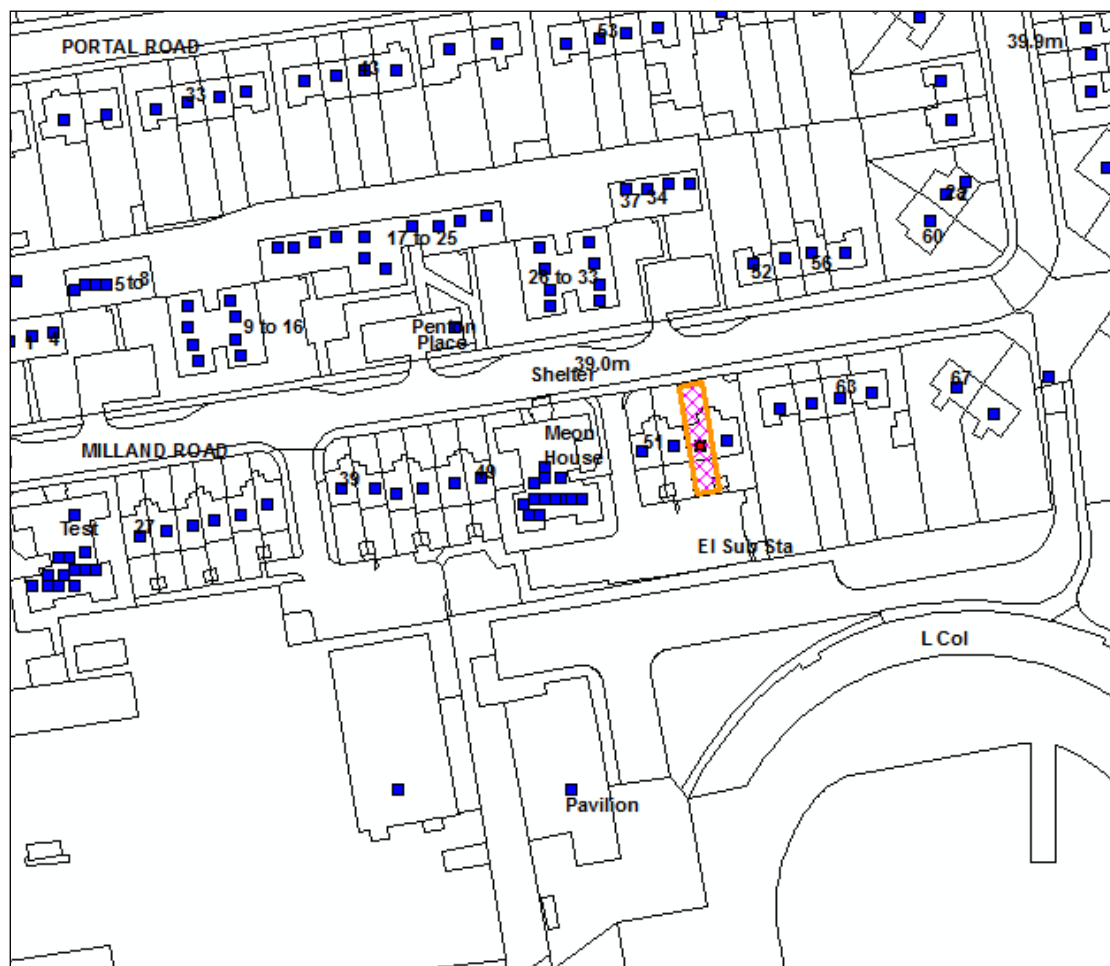 PORTAL ROAD
53
39.9m
43
33
37
34
17 to 25
60
52
56
26 to 33
5 to 8
9 to 16
Penton
Place
1
4
39.0m
Shelter
67
63
Meon
House
51
MILLAND ROAD
39
49
Test
27
El Sub Sta
L Col
Pavilion